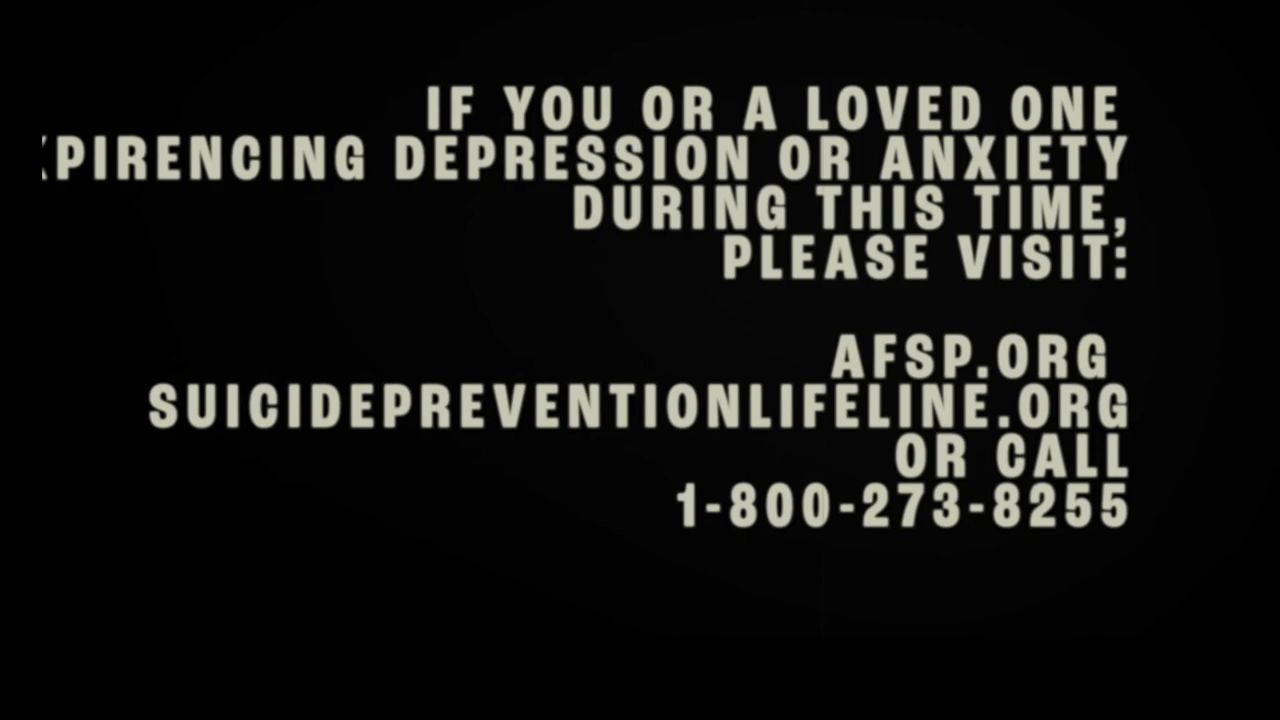 IF YOU OR A LOVED ONE
XPIRENCING DEPRESSION OR ANXIETY
DURING THIS TIME,
PLEASE VISIT:
AFSP.ORG
SUICIDEPREVENTIONLIFELINE.ORG
OR CALL
1-800-273-8255